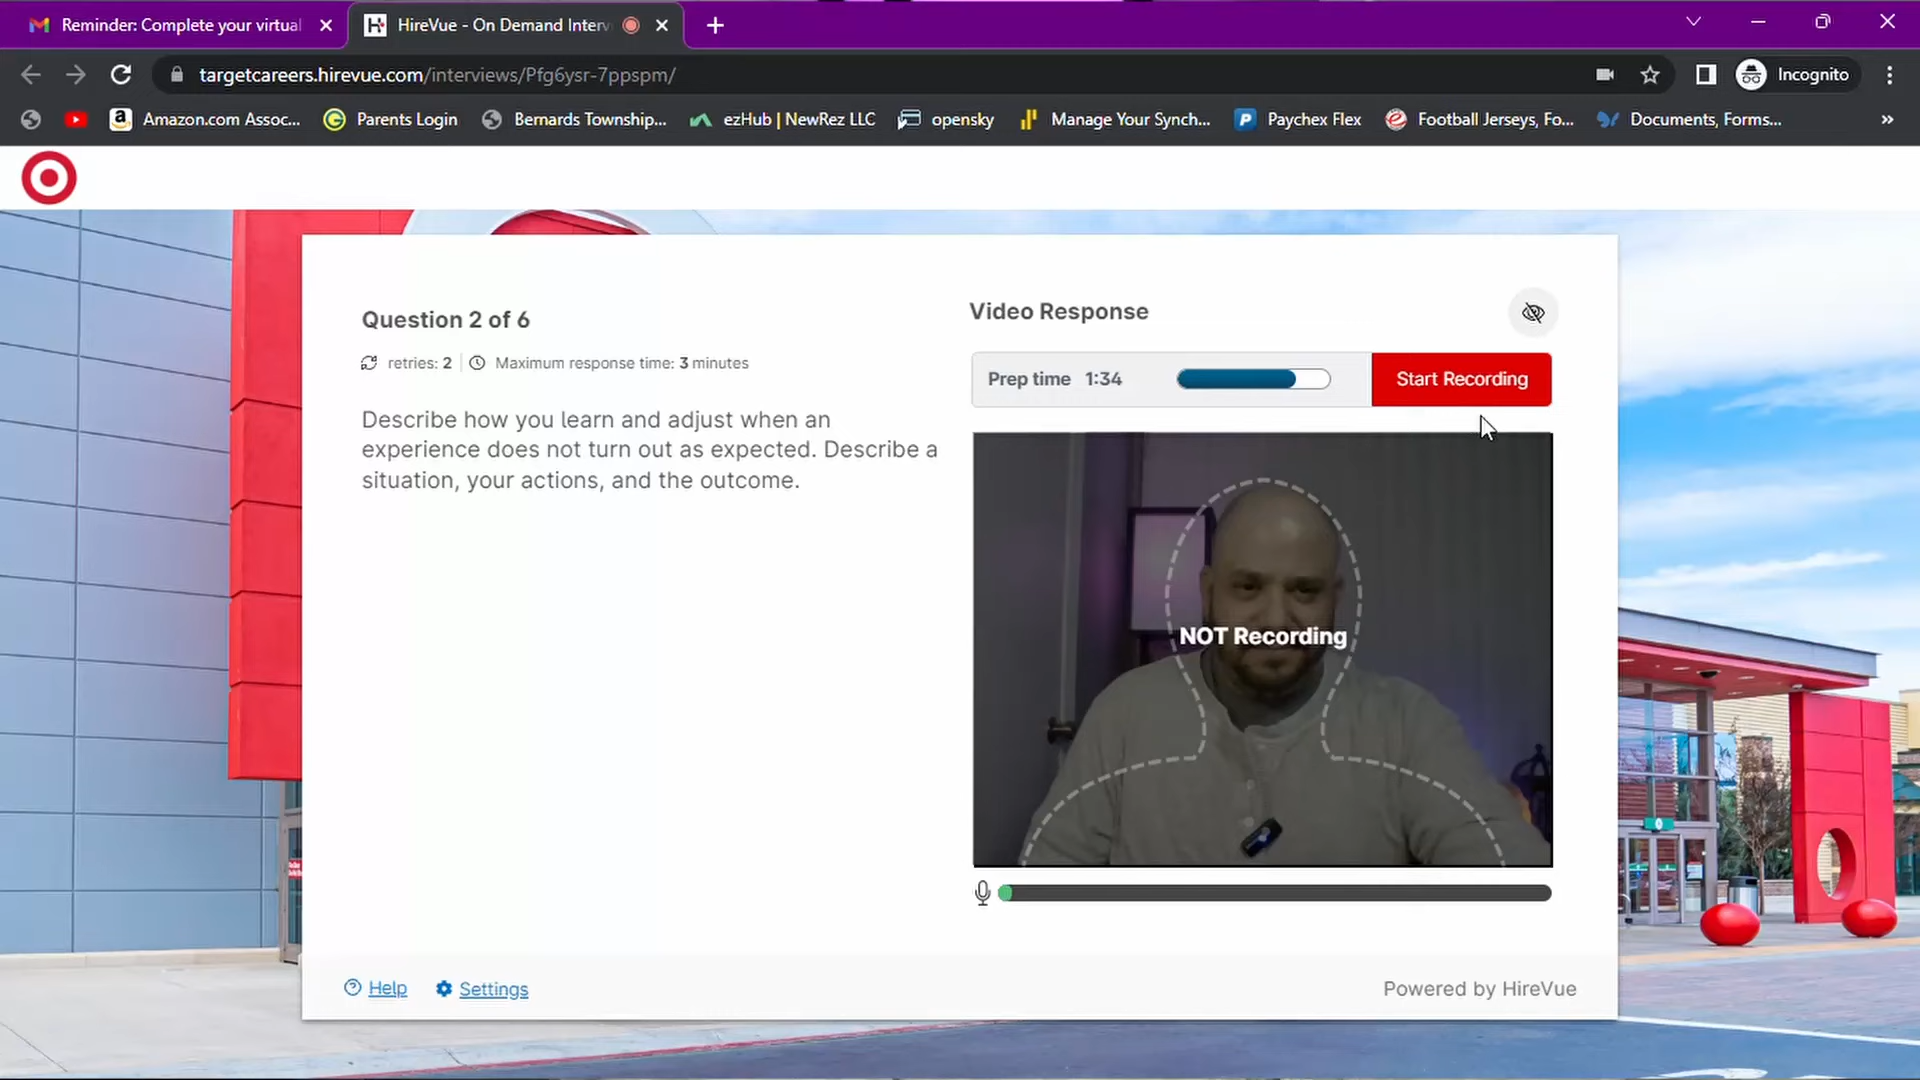 Reminder: Complete your virtual
HireVue - On Demand Interv
targetcareers.hirevue.com/interviews/Pfg6ysr-7ppspm/
Incognito
Amazon.com Assoc...
Parents Login
Bernards Township...
ezHub | NewRez LLC
opensky
Manage Your Synch...
Paychex Flex
Football Jerseys, Fo...
Documents, Forms...
Question 2 of 6
retries: 2
Maximum response time: 3 minutes
Describe how you learn and adjust when an
experience does not turn out as expected. Describe a
situation, your actions, and the outcome.
Video Response
Prep time 1:34
Start Recording
NOT Recording
Help
Settings
Powered by HireVue